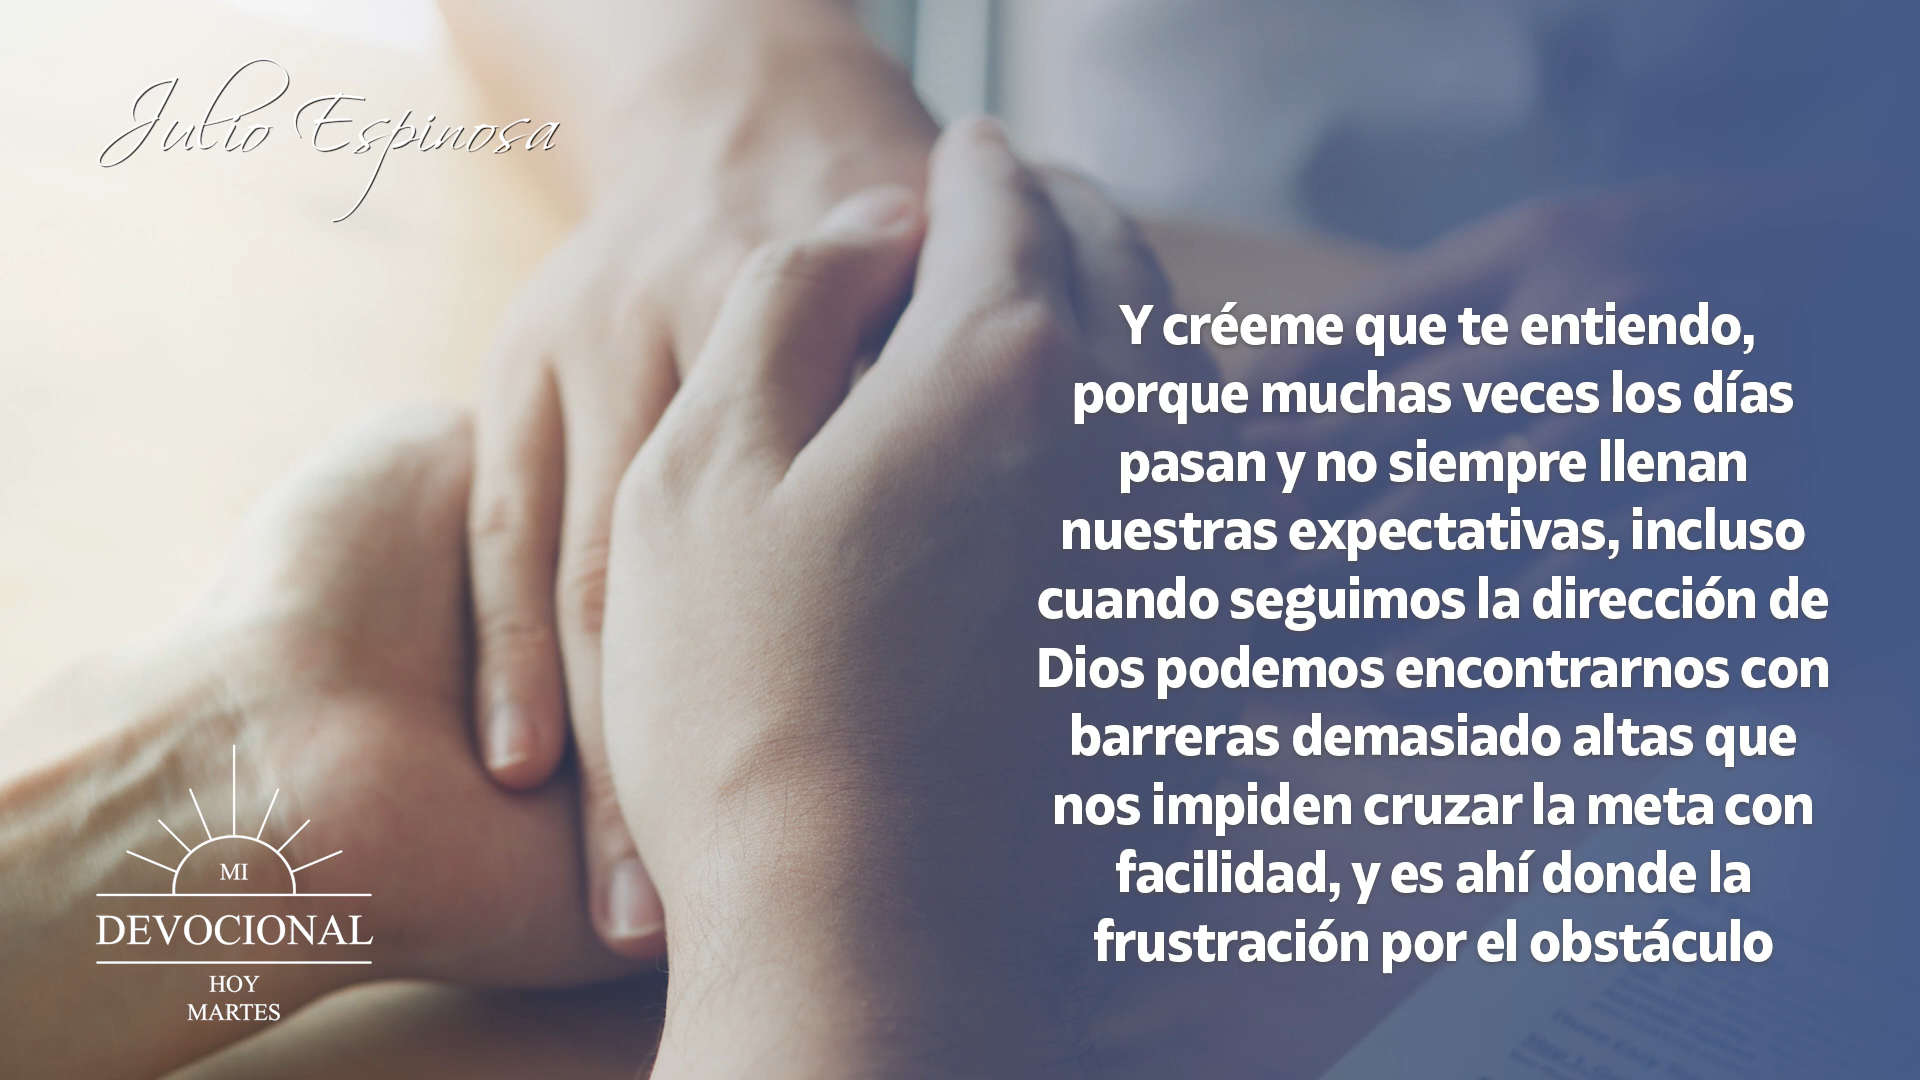 Julio Espinosa
Y créeme que te entiendo,
porque muchas veces los días
pasan y no siempre llenan
nuestras expectativas, incluso
cuando seguimos la dirección de
Dios podemos encontrarnos con
barreras demasiado altas que
nos impiden cruzar la meta con
facilidad, y es ahí donde la
frustración por el obstáculo
MI
DEVOCIONAL
HOY
MARTES